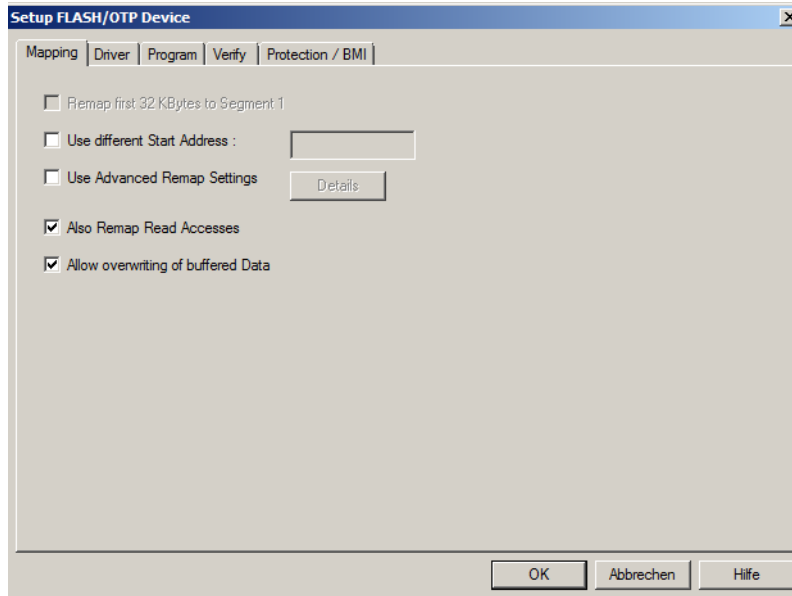 Setup FLASH/OTP Device
Mapping Driver Program Verify Protection / BMI
Remap first 32 KBytes to Segment 1
Use different Start Address :
Use Advanced Remap Settings Details
Also Remap Read Accesses
Allow overwriting of buffered Data
OK Abbrechen Hilfe